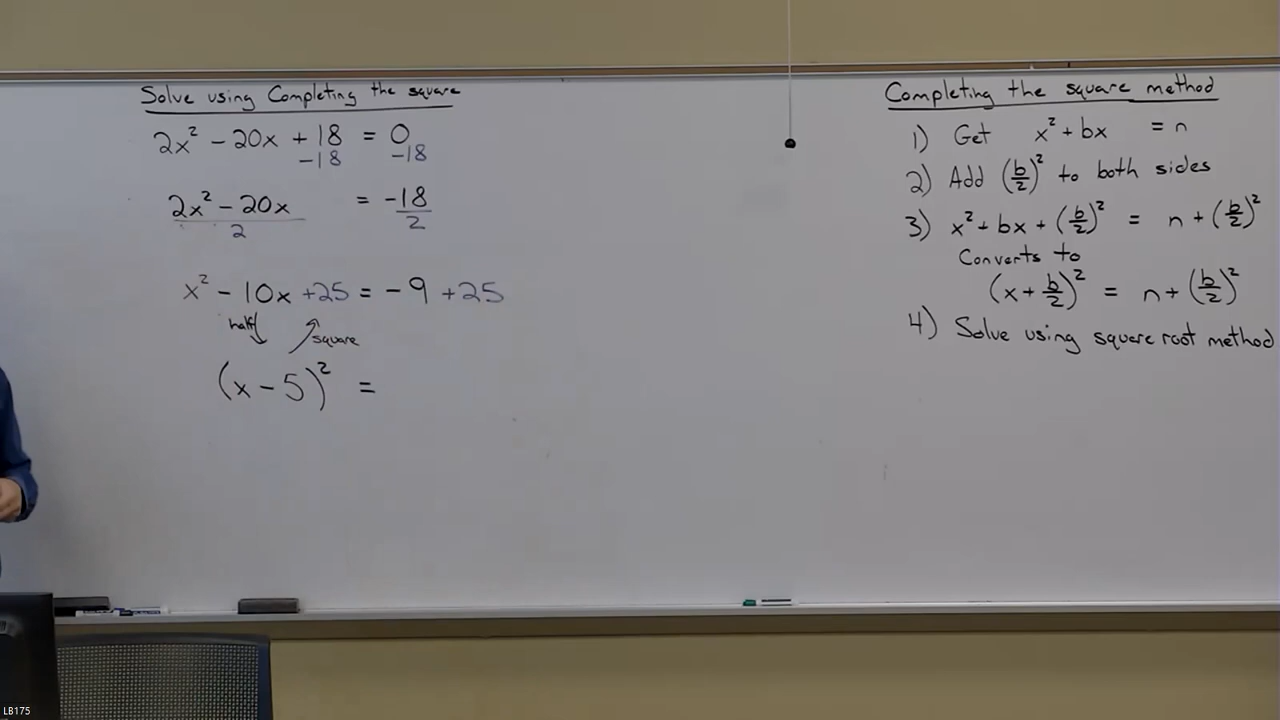 Solve using Completing the square
2x² - 20x + 18 = 0
-18 -18
2x² - 20x = -18
2 2
x² - 10x +25 = -9 +25
half square
(x - 5)² =
Completing the square method
1) Get x² + bx = n
2) Add (b/2)² to both sides
3) x² + bx + (b/2)² = n + (b/2)²
Converts to
(x + b/2)² = n + (b/2)²
4) Solve using square root method
LB175